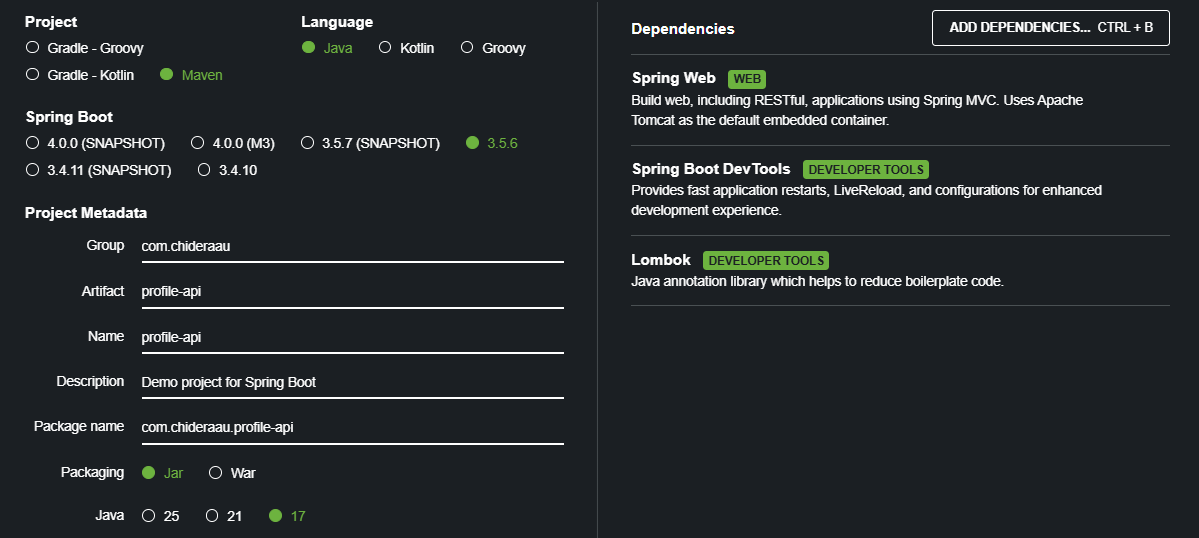 Project
Gradle - Groovy
Gradle - Kotlin
Maven
Language
Java
Kotlin
Groovy
Spring Boot
4.0.0 (SNAPSHOT)
4.0.0 (M3)
3.5.7 (SNAPSHOT)
3.5.6
3.4.11 (SNAPSHOT)
3.4.10
Project Metadata
Group com.chideraau
Artifact profile-api
Name profile-api
Description Demo project for Spring Boot
Package name com.chideraau.profile-api
Packaging Jar War
Java 25 21 17
Dependencies
ADD DEPENDENCIES... CTRL + B
Spring Web WEB
Build web, including RESTful, applications using Spring MVC. Uses Apache
Tomcat as the default embedded container.
Spring Boot DevTools DEVELOPER TOOLS
Provides fast application restarts, LiveReload, and configurations for enhanced
development experience.
Lombok DEVELOPER TOOLS
Java annotation library which helps to reduce boilerplate code.